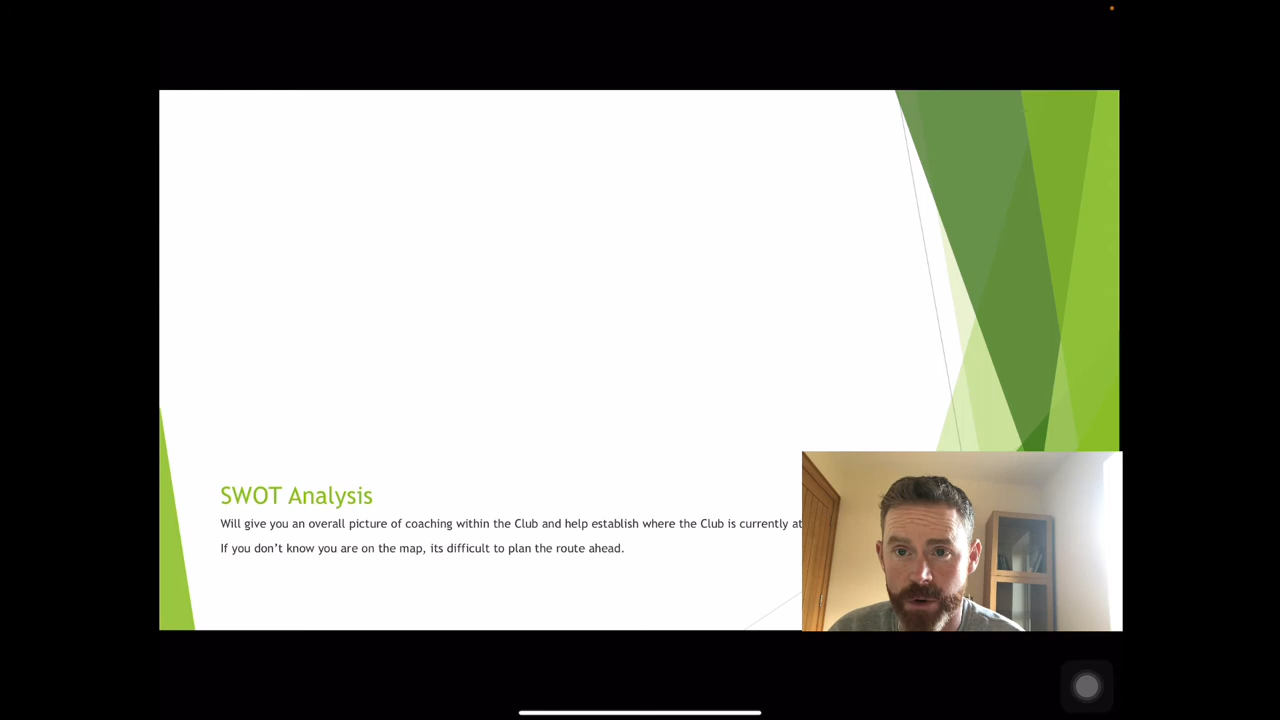 SWOT Analysis
Will give you an overall picture of coaching within the Club and help establish where the Club is currently at
If you don’t know you are on the map, its difficult to plan the route ahead.